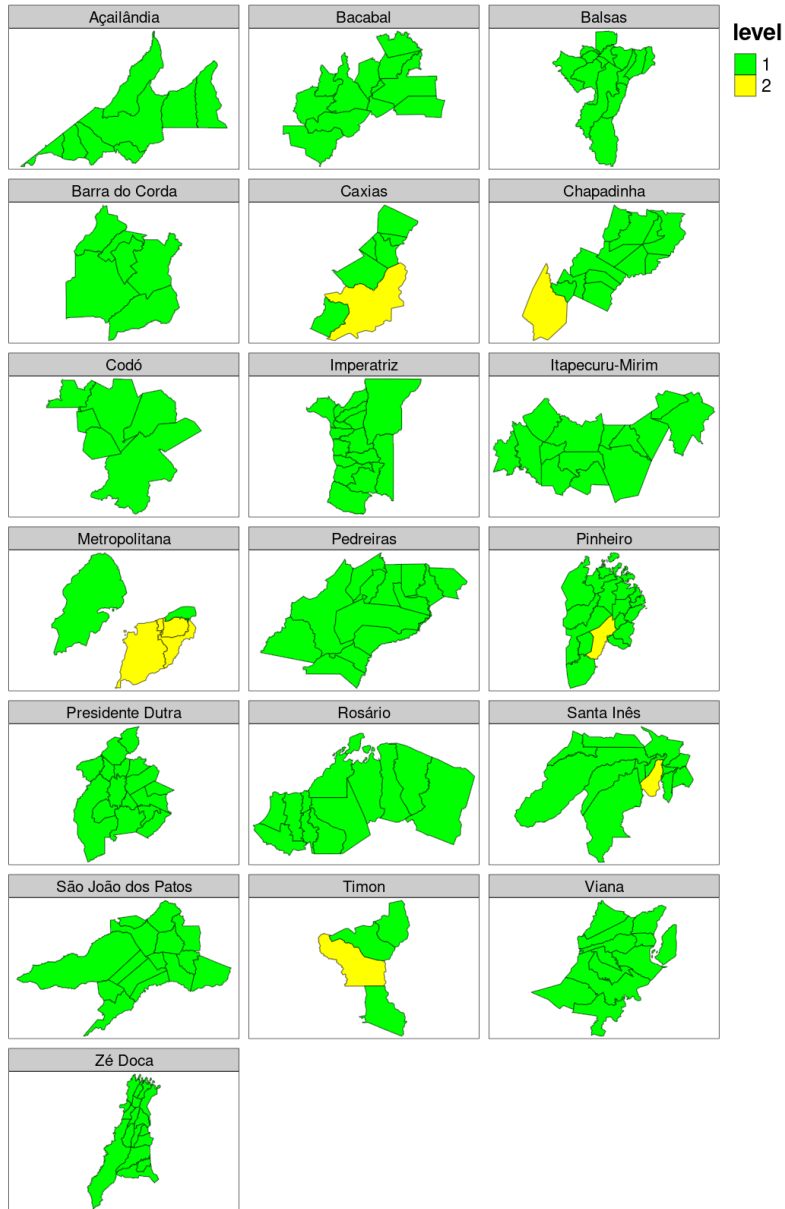 Açailândia
Bacabal
Balsas
level
1
2
Barra do Corda
Caxias
Chapadinha
Codó
Imperatriz
Itapecuru-Mirim
Metropolitana
Pedreiras
Pinheiro
Presidente Dutra
Rosário
Santa Inês
São João dos Patos
Timon
Viana
Zé Doca